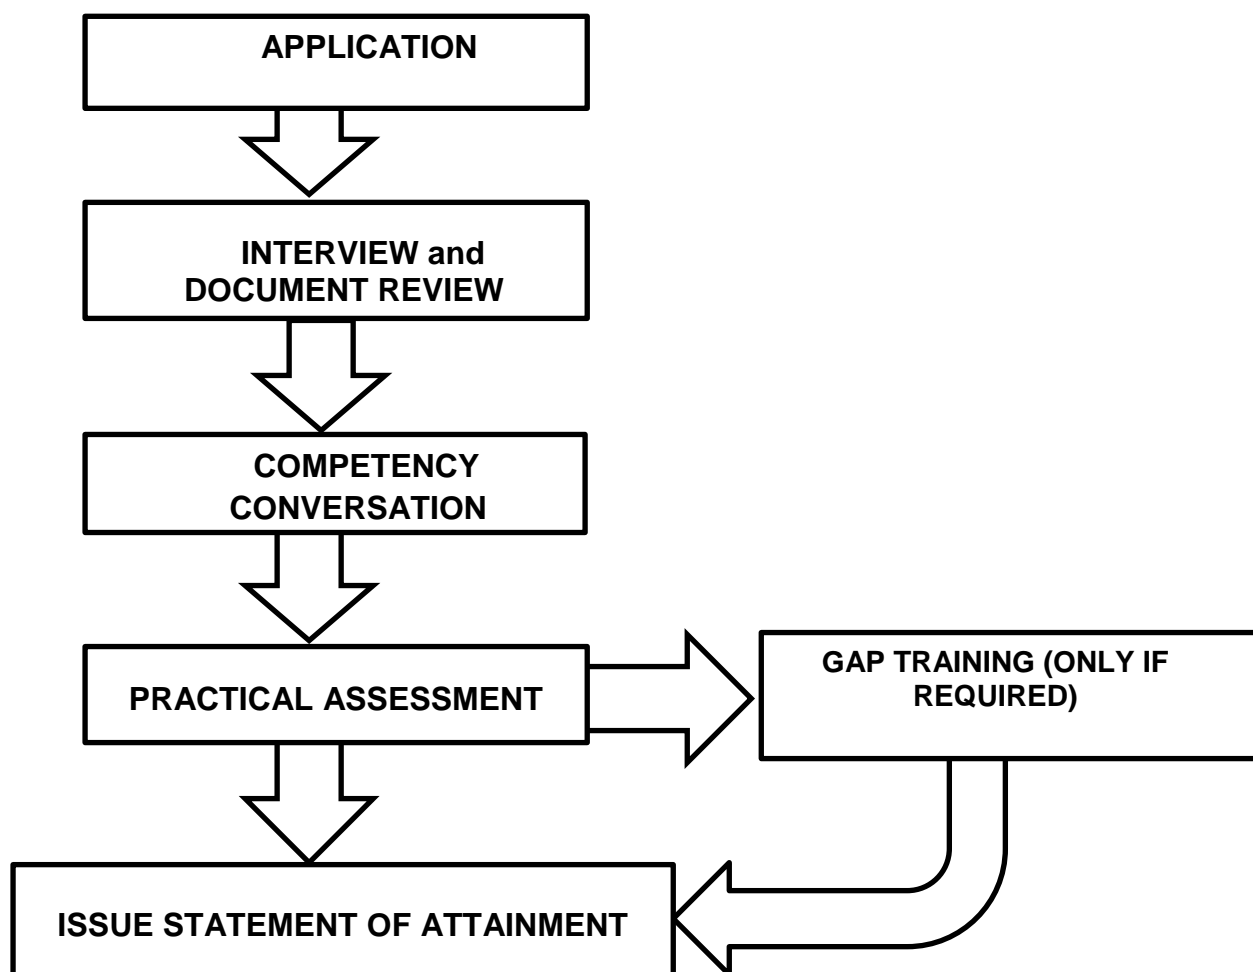 APPLICATION
INTERVIEW and
DOCUMENT REVIEW
COMPETENCY
CONVERSATION
PRACTICAL ASSESSMENT
GAP TRAINING (ONLY IF
REQUIRED)
ISSUE STATEMENT OF ATTAINMENT